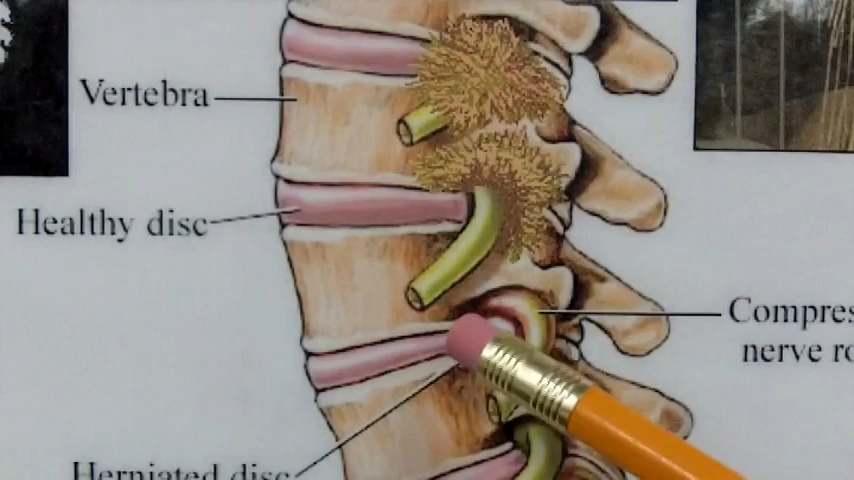 Vertebra
Healthy disc
Compres
nerve ro
Herniated disc